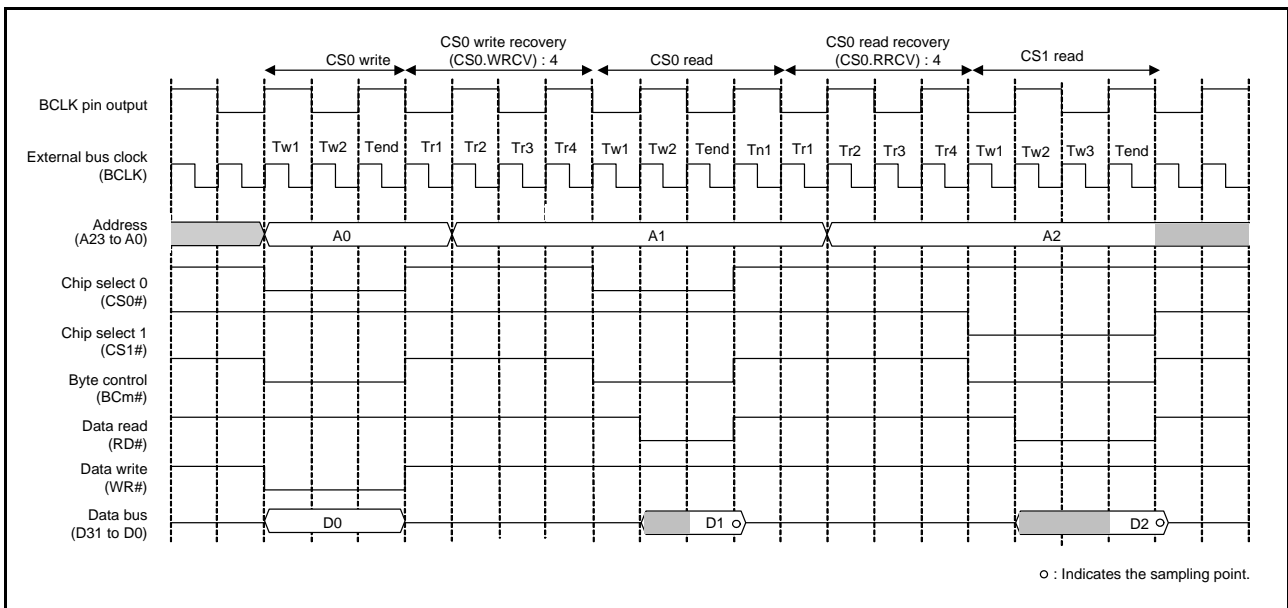 CS0 write
CS0 write recovery
(CS0.WRCV) : 4
CS0 read
CS0 read recovery
(CS0.RRCV) : 4
CS1 read
BCLK pin output
External bus clock
(BCLK)
Tw1 Tw2 Tend Tr1 Tr2 Tr3 Tr4 Tw1 Tw2 Tend Tn1 Tr1 Tr2 Tr3 Tr4 Tw1 Tw2 Tw3 Tend
Address
(A23 to A0)
A0 A1 A2
Chip select 0
(CS0#)
Chip select 1
(CS1#)
Byte control
(BCm#)
Data read
(RD#)
Data write
(WR#)
Data bus
(D31 to D0)
D0 D1 D2
: Indicates the sampling point.